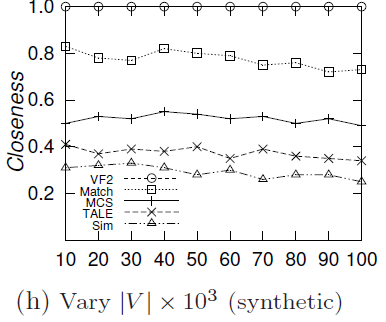 1.0
0.8
0.6
0.4
0.2
Closeness
VF2
Match
MCS
TALE
Sim
10 20 30 40 50 60 70 80 90 100
(h) Vary |V| × 10³ (synthetic)